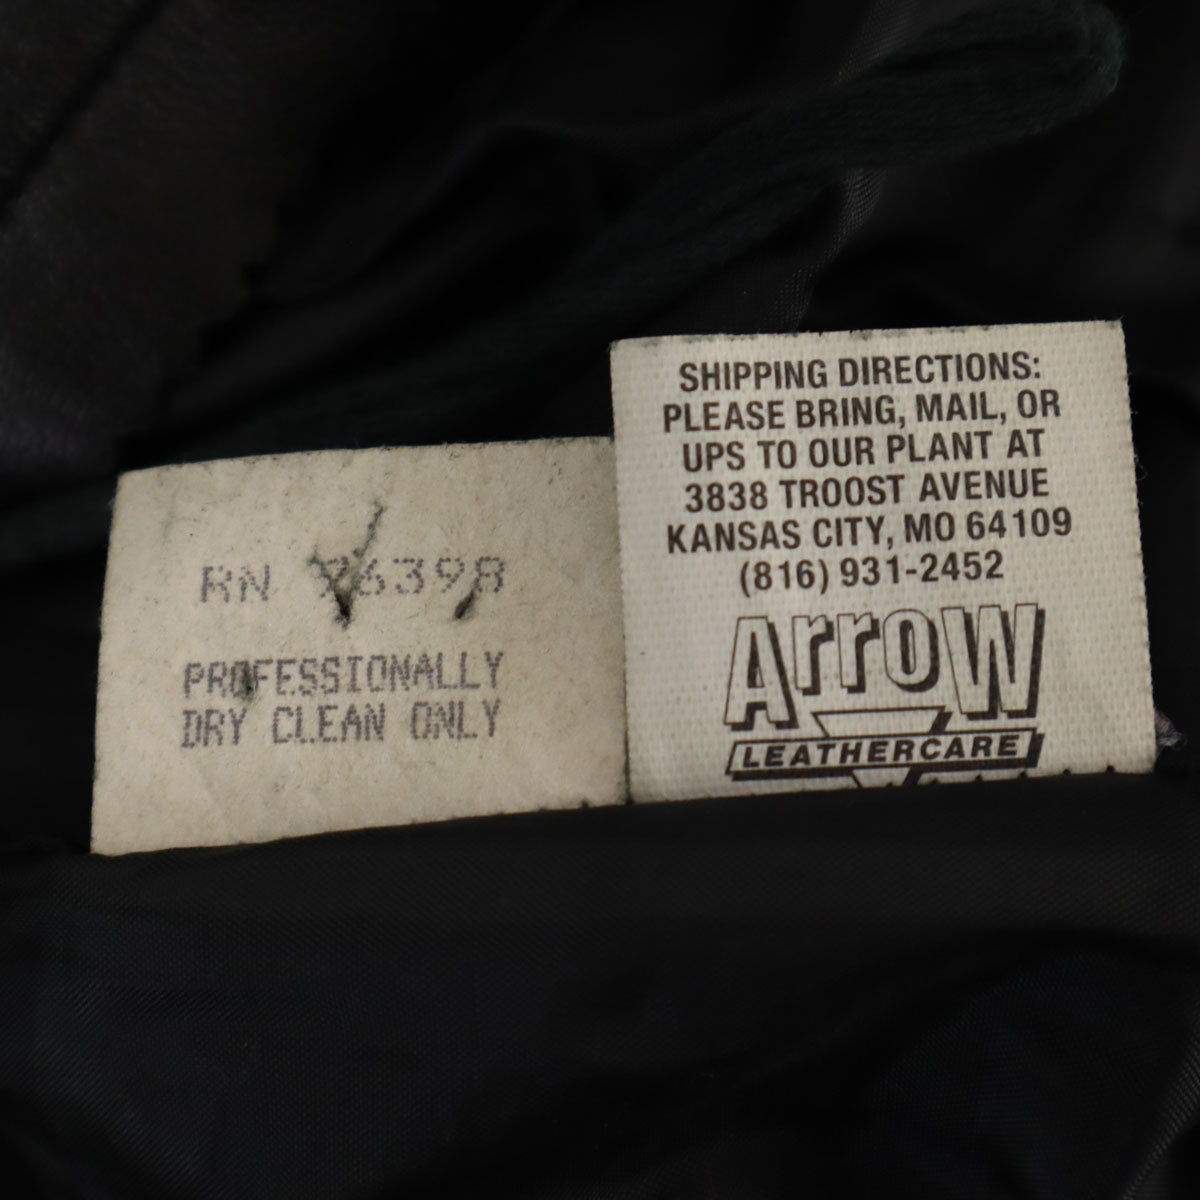 RN 76398
PROFESSIONALLY
DRY CLEAN ONLY
SHIPPING DIRECTIONS:
PLEASE BRING, MAIL, OR
UPS TO OUR PLANT AT
3838 TROOST AVENUE
KANSAS CITY, MO 64109
(816) 931-2452
ArroW
LEATHERCARE